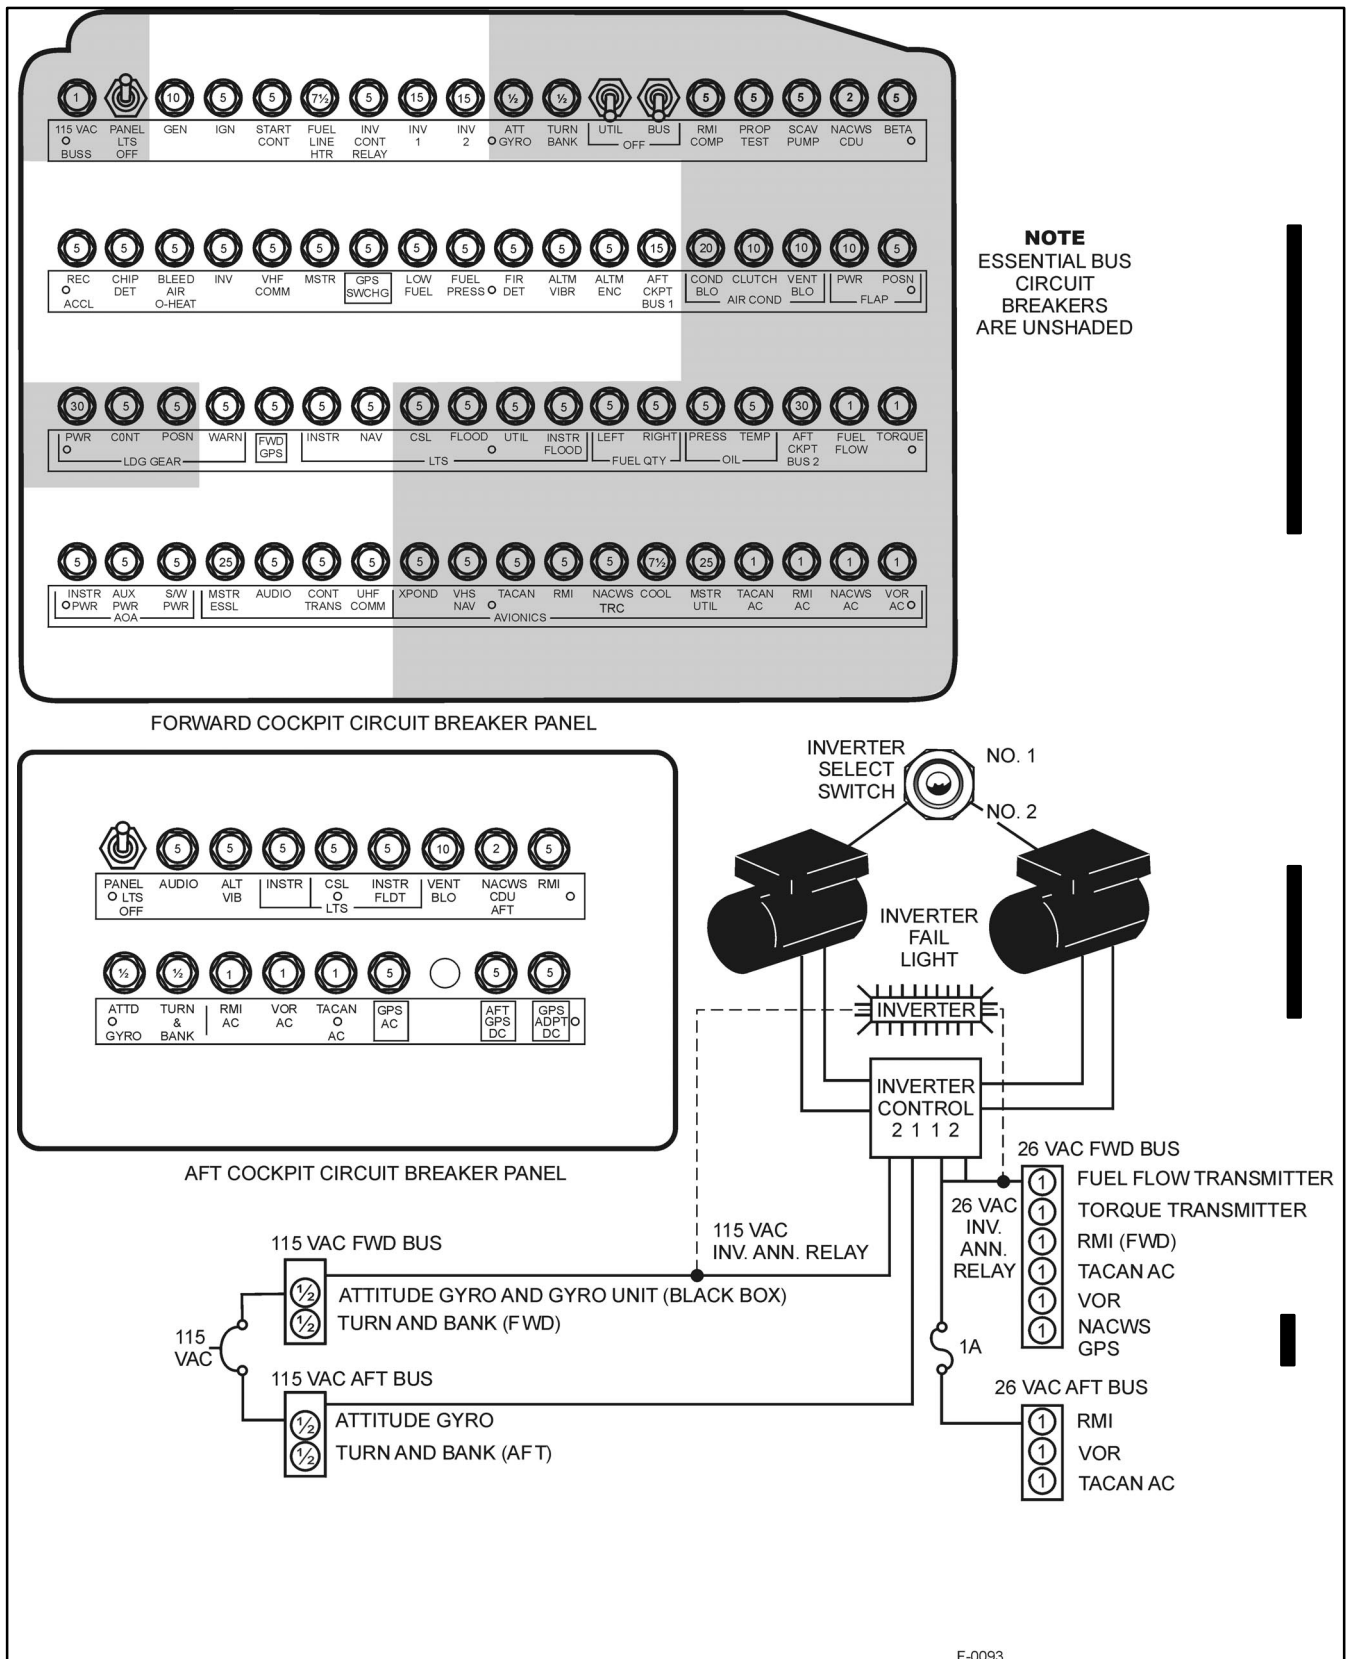 1 10 5 5 7½ 5 15 15 ½ ½ 5 5 5 2 5
115 VAC PANEL GEN IGN START FUEL INV INV INV ATT TURN UTIL BUS RMI PROP SCAV NACWS BETA
LTS CONT LINE CONT 1 2 GYRO BANK OFF COMP TEST PUMP CDU
BUSS OFF HTR RELAY
5 5 5 5 5 5 5 5 5 5 5 5 15 20 10 10 10 5
REC CHIP BLEED INV VHF MSTR GPS LOW FUEL FIR ALTM ALTM AFT COND CLUTCH VENT PWR POSN
DET AIR COMM SWCHG FUEL PRESS DET VIBR ENC CKPT BLO BLO
ACCL O-HEAT BUS 1 AIR COND FLAP
NOTE
ESSENTIAL BUS
CIRCUIT
BREAKERS
ARE UNSHADED
30 5 5 5 5 5 5 5 5 5 5 5 5 5 5 30 1 1
PWR C0NT POSN WARN FWD INSTR NAV CSL FLOOD UTIL INSTR LEFT RIGHT PRESS TEMP AFT FUEL TORQUE
GPS FLOOD CKPT FLOW
LDG GEAR LTS FUEL QTY OIL BUS 2
5 5 5 25 5 5 5 5 5 5 5 5 7½ 25 1 1 1 1
INSTR AUX S/W MSTR AUDIO CONT UHF XPOND VHS TACAN RMI NACWS COOL MSTR TACAN RMI NACWS VOR
PWR PWR PWR ESSL TRANS COMM NAV TRC UTIL AC AC AC AC
AOA AVIONICS
FORWARD COCKPIT CIRCUIT BREAKER PANEL
5 5 5 5 5 10 2 5
PANEL AUDIO ALT INSTR CSL INSTR VENT NACWS RMI
LTS VIB FLDT BLO CDU
OFF LTS AFT
½ ½ 1 1 1 5 5 5
ATTD TURN RMI VOR TACAN GPS AFT GPS
& AC AC AC GPS ADPT
GYRO BANK AC DC DC
AFT COCKPIT CIRCUIT BREAKER PANEL
INVERTER
SELECT
SWITCH
NO. 1
NO. 2
INVERTER
FAIL
LIGHT
INVERTER
INVERTER
CONTROL
2 1 1 2
115 VAC
INV. ANN. RELAY
26 VAC
INV.
ANN.
RELAY
26 VAC FWD BUS
1 FUEL FLOW TRANSMITTER
1 TORQUE TRANSMITTER
1 RMI (FWD)
1 TACAN AC
1 VOR
1 NACWS
GPS
1A
26 VAC AFT BUS
1 RMI
1 VOR
1 TACAN AC
115 VAC FWD BUS
½ ATTITUDE GYRO AND GYRO UNIT (BLACK BOX)
½ TURN AND BANK (FWD)
115
VAC
115 VAC AFT BUS
½ ATTITUDE GYRO
½ TURN AND BANK (AFT)
F-0093